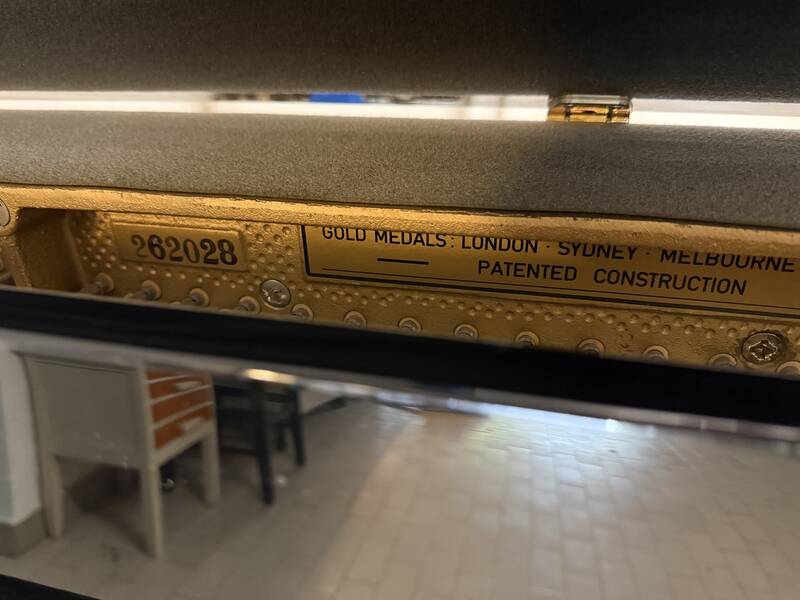 262028
GOLD MEDALS: LONDON · SYDNEY · MELBOURNE
PATENTED CONSTRUCTION